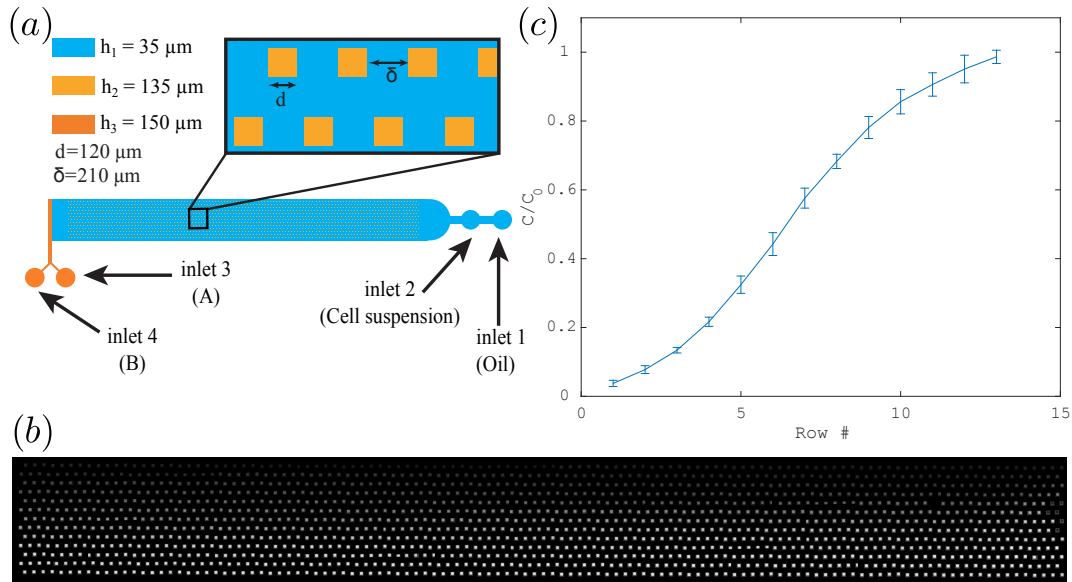 (a)
h₁ = 35 µm
h₂ = 135 µm
h₃ = 150 µm
d=120 µm
δ=210 µm
δ
d
inlet 3
(A)
inlet 4
(B)
inlet 2
(Cell suspension)
inlet 1
(Oil)
(c)
1
0.8
0.6
0.4
0.2
0
C/C₀
0 5 10 15
Row #
(b)